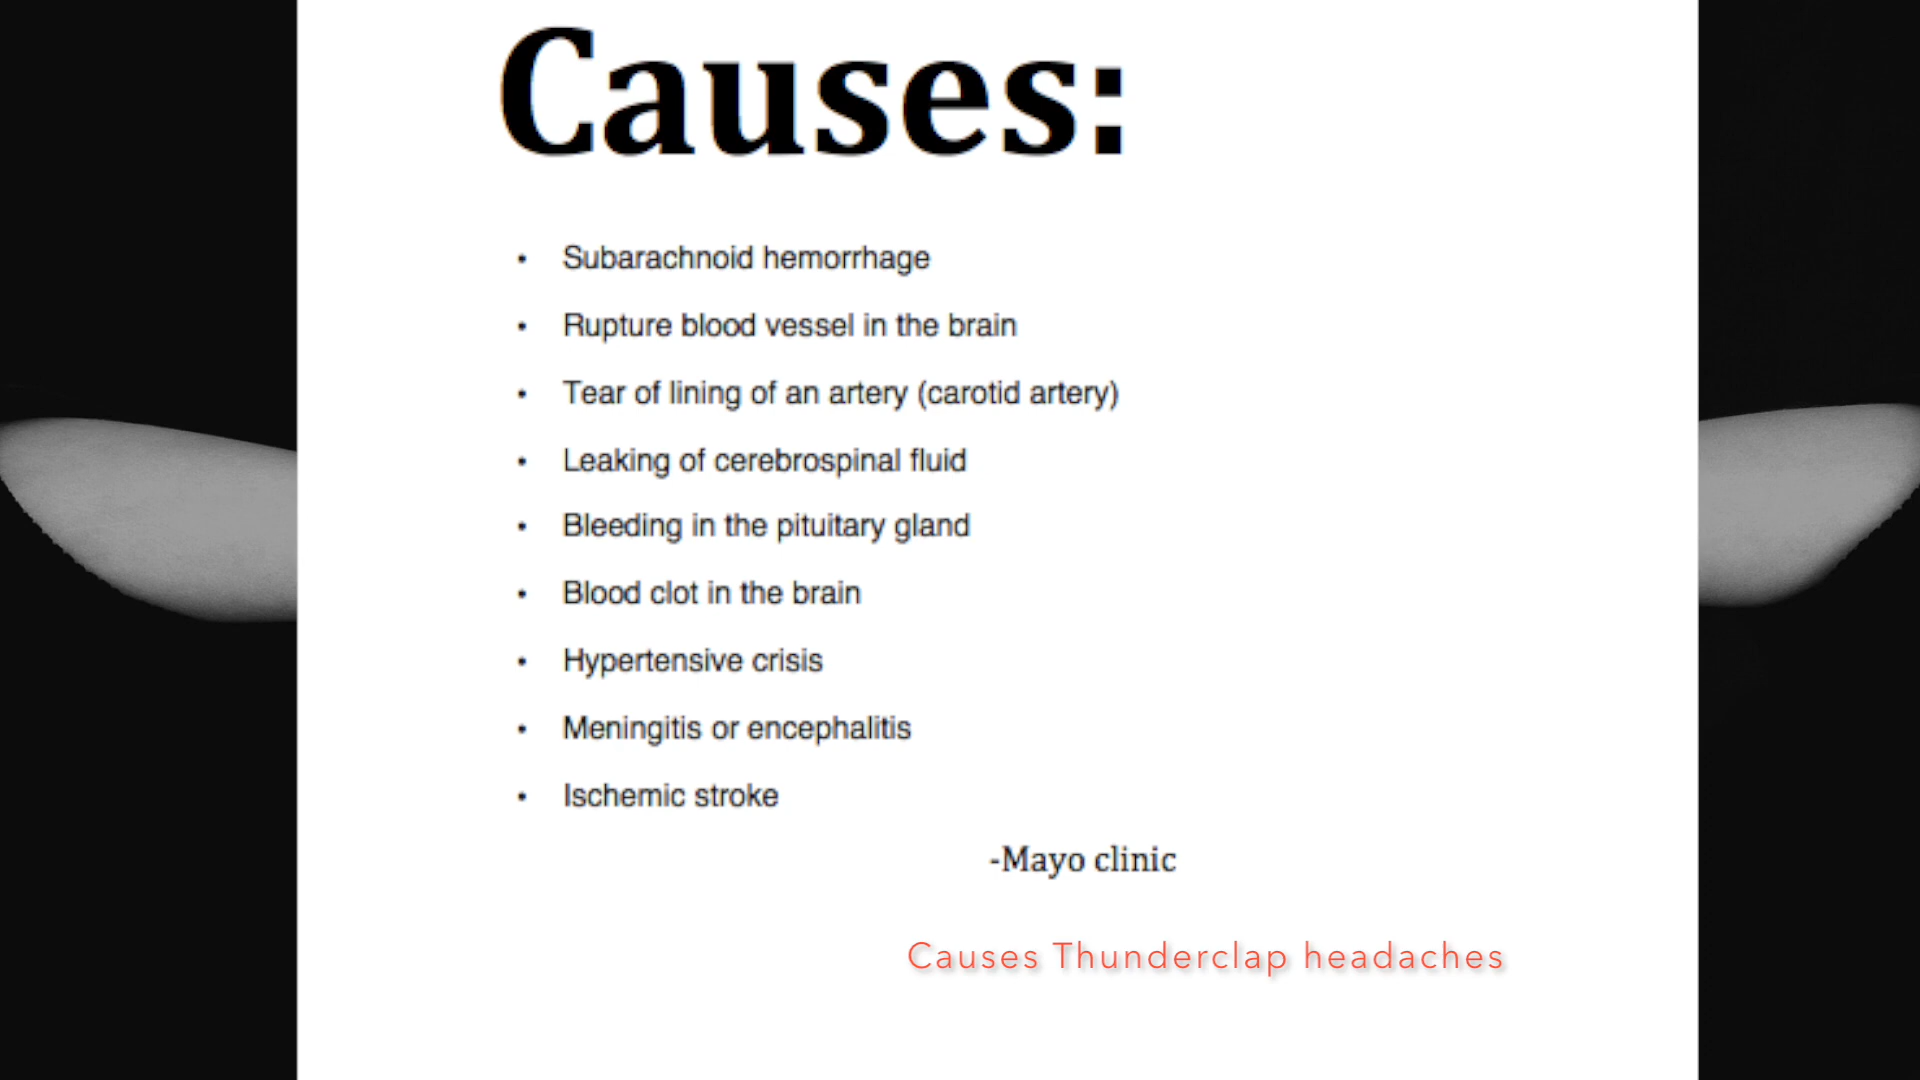 Causes:
• Subarachnoid hemorrhage
• Rupture blood vessel in the brain
• Tear of lining of an artery (carotid artery)
• Leaking of cerebrospinal fluid
• Bleeding in the pituitary gland
• Blood clot in the brain
• Hypertensive crisis
• Meningitis or encephalitis
• Ischemic stroke
-Mayo clinic
Causes Thunderclap headaches